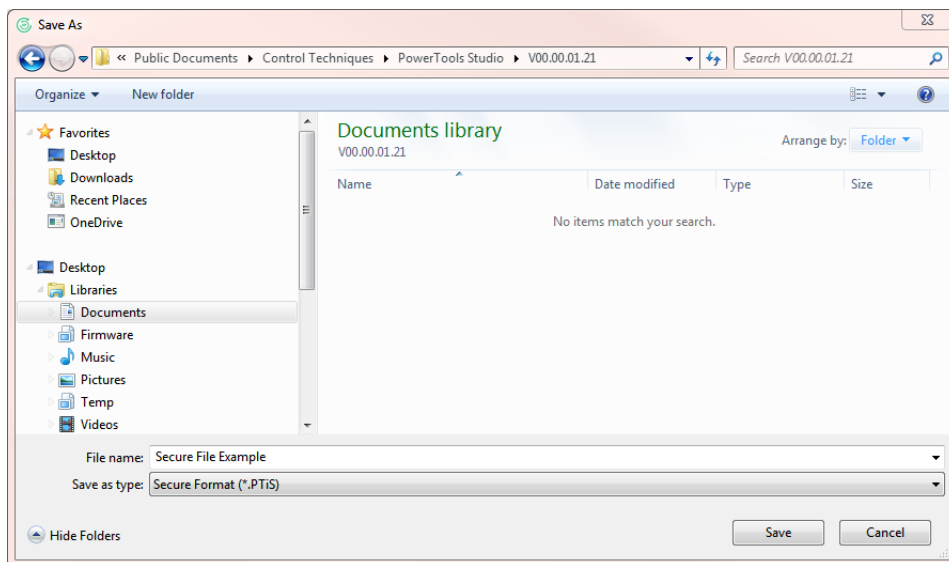 Save As
« Public Documents Control Techniques PowerTools Studio V00.00.01.21 Search V00.00.01.21
Organize New folder
Favorites
Desktop
Downloads
Recent Places
OneDrive
Desktop
Libraries
Documents
Firmware
Music
Pictures
Temp
Videos
Documents library
V00.00.01.21
Arrange by: Folder
Name Date modified Type Size
No items match your search.
File name: Secure File Example
Save as type: Secure Format (*.PTiS)
Hide Folders Save Cancel